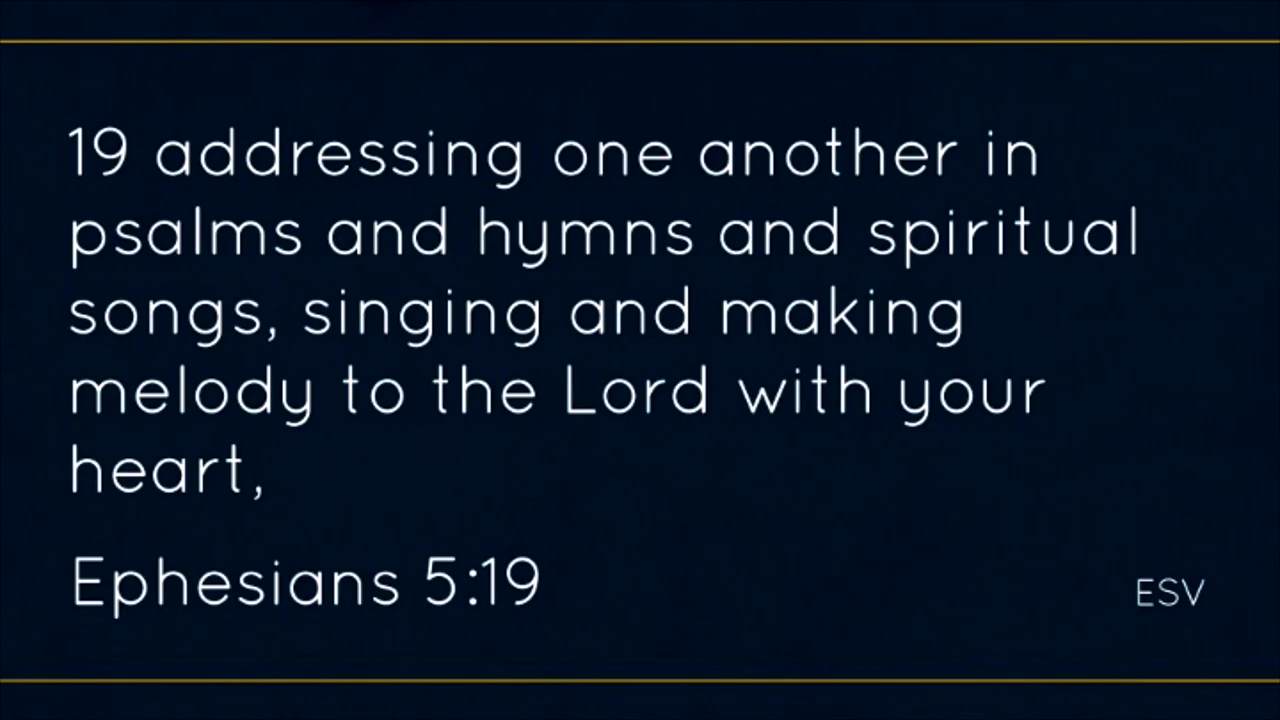 19 addressing one another in
psalms and hymns and spiritual
songs, singing and making
melody to the Lord with your
heart,
Ephesians 5:19
ESV